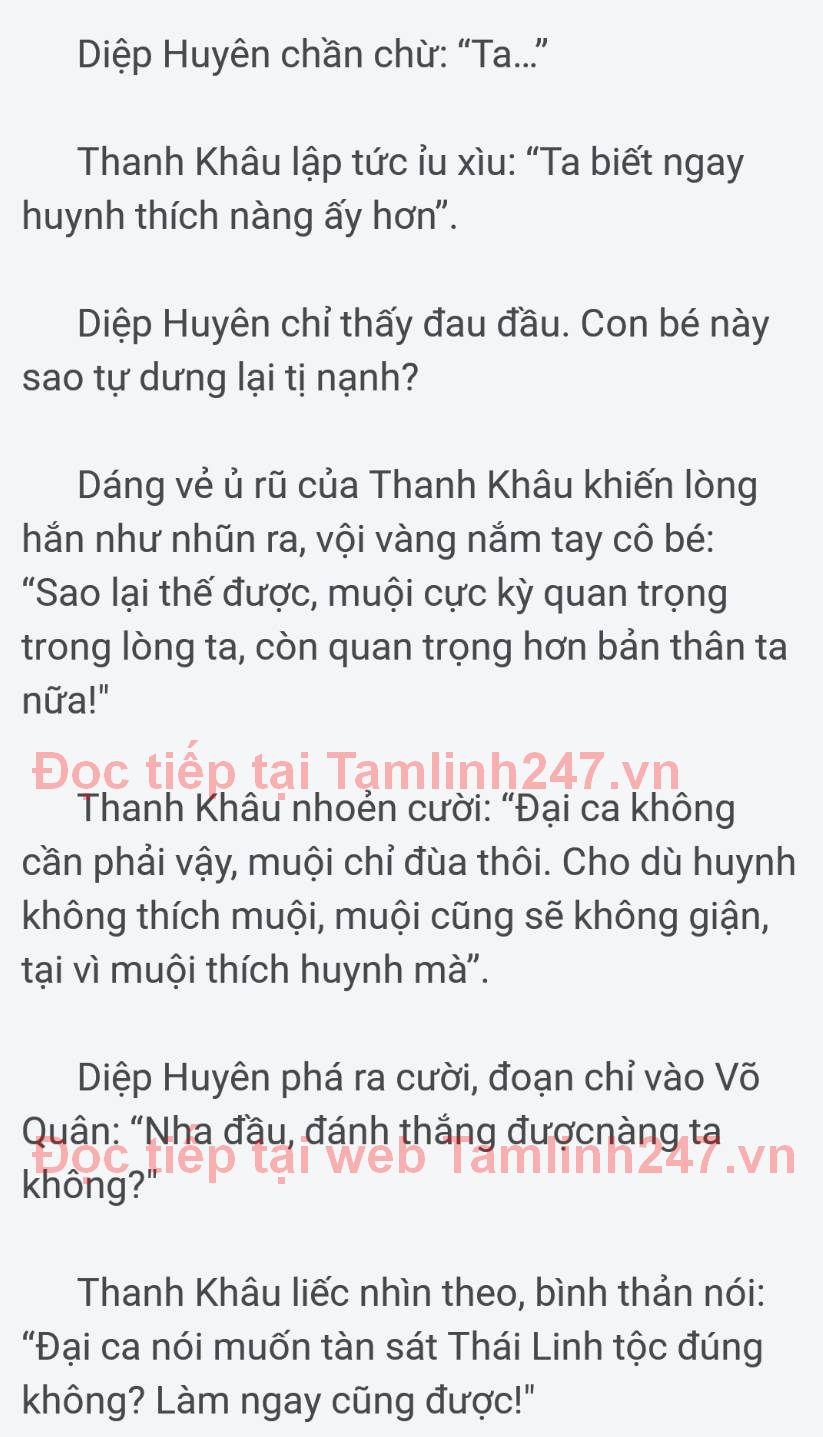 Diệp Huyên chần chừ: “Ta...”
Thanh Khâu lập tức ỉu xìu: “Ta biết ngay
huynh thích nàng ấy hơn”.
Diệp Huyên chỉ thấy đau đầu. Con bé này
sao tự dưng lại tị nạnh?
Dáng vẻ ủ rũ của Thanh Khâu khiến lòng
hắn như nhũn ra, vội vàng nắm tay cô bé:
“Sao lại thế được, muội cực kỳ quan trọng
trong lòng ta, còn quan trọng hơn bản thân ta
nữa!"
Đọc tiếp tại Tamlinh247.vn
Thanh Khâu nhoẻn cười: “Đại ca không
cần phải vậy, muội chỉ đùa thôi. Cho dù huynh
không thích muội, muội cũng sẽ không giận,
tại vì muội thích huynh mà”.
Diệp Huyên phá ra cười, đoạn chỉ vào Võ
Quân: “Nha đầu, đánh thắng đượcnàng ta
Đọc tiếp tại web Tamlinh247.vn
không?"
Thanh Khâu liếc nhìn theo, bình thản nói:
“Đại ca nói muốn tàn sát Thái Linh tộc đúng
không? Làm ngay cũng được!"